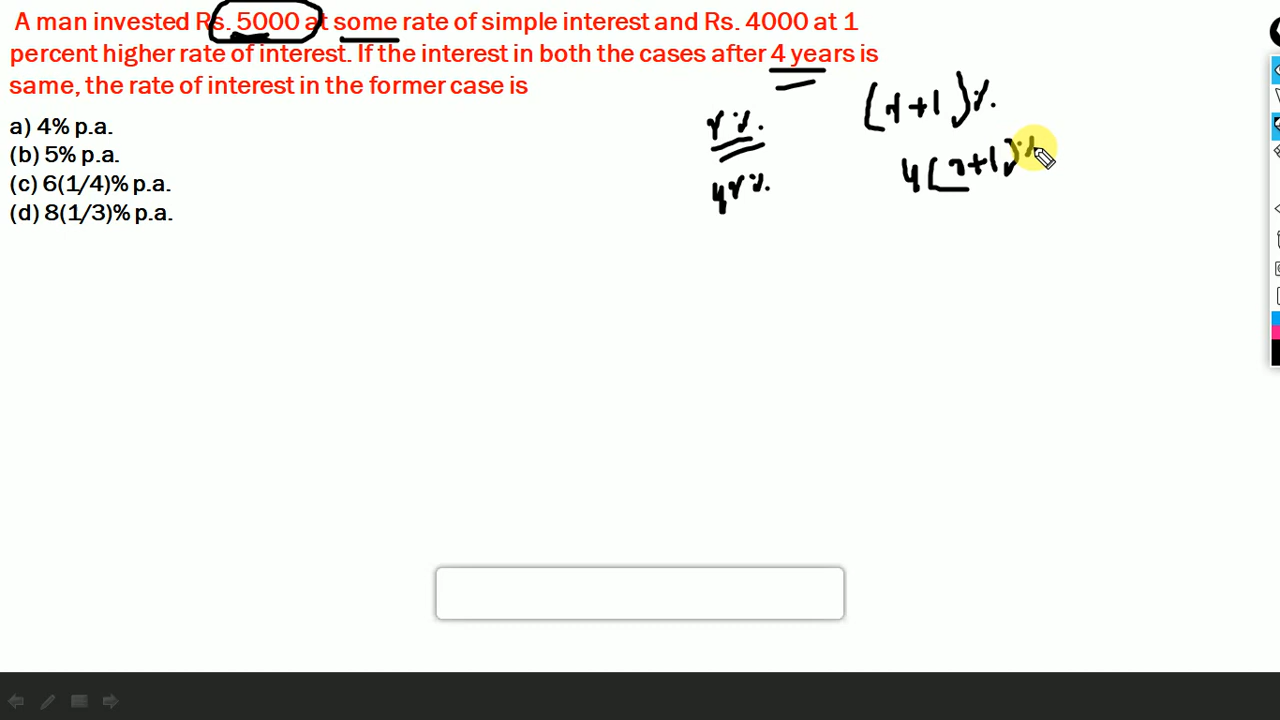 A man invested Rs. 5000 at some rate of simple interest and Rs. 4000 at 1
percent higher rate of interest. If the interest in both the cases after 4 years is
same, the rate of interest in the former case is
a) 4% p.a.
(b) 5% p.a.
(c) 6(1/4)% p.a.
(d) 8(1/3)% p.a.
r %.
4r %.
(r+1)%.
4(r+1)%